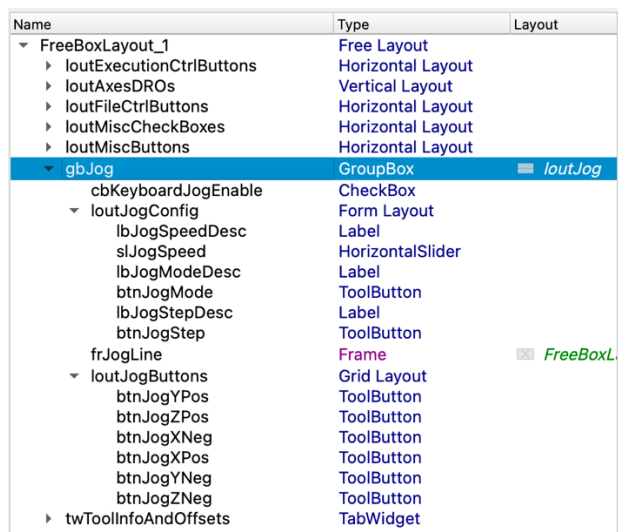 Name Type Layout
FreeBoxLayout_1 Free Layout
loutExecutionCtrlButtons Horizontal Layout
loutAxesDROs Vertical Layout
loutFileCtrlButtons Horizontal Layout
loutMiscCheckBoxes Horizontal Layout
loutMiscButtons Horizontal Layout
gbJog GroupBox loutJog
cbKeyboardJogEnable CheckBox
loutJogConfig Form Layout
lbJogSpeedDesc Label
slJogSpeed HorizontalSlider
lbJogModeDesc Label
btnJogMode ToolButton
lbJogStepDesc Label
btnJogStep ToolButton
frJogLine Frame FreeBoxL
loutJogButtons Grid Layout
btnJogYPos ToolButton
btnJogZPos ToolButton
btnJogXNeg ToolButton
btnJogXPos ToolButton
btnJogYNeg ToolButton
btnJogZNeg ToolButton
twToolInfoAndOffsets TabWidget